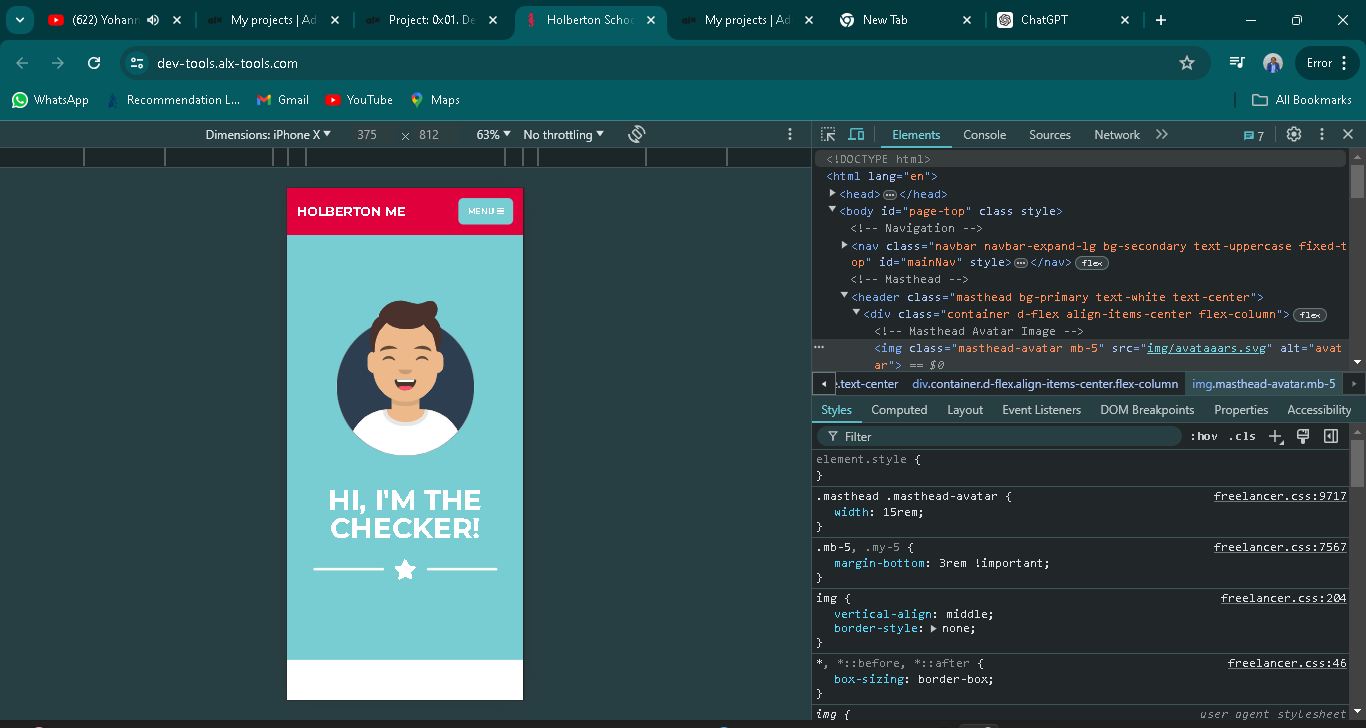 (622) Yohann
My projects | Ad
Project: 0x01. De
Holberton Schoo
My projects | Ad
New Tab
ChatGPT
dev-tools.alx-tools.com
Error
WhatsApp
Recommendation L...
Gmail
YouTube
Maps
All Bookmarks
Dimensions: iPhone X
375
×
812
63%
No throttling
Elements
Console
Sources
Network
7
HOLBERTON ME
MENU
HI, I'M THE
CHECKER!
<!DOCTYPE html>
<html lang="en">
<head> ⋯ </head>
<body id="page-top" class style>
<!-- Navigation -->
<nav class="navbar navbar-expand-lg bg-secondary text-uppercase fixed-t
op" id="mainNav" style> ⋯ </nav> flex
<!-- Masthead -->
<header class="masthead bg-primary text-white text-center">
<div class="container d-flex align-items-center flex-column"> flex
<!-- Masthead Avatar Image -->
<img class="masthead-avatar mb-5" src="img/avataaars.svg" alt="avat
ar"> == $0
.text-center
div.container.d-flex.align-items-center.flex-column
img.masthead-avatar.mb-5
Styles
Computed
Layout
Event Listeners
DOM Breakpoints
Properties
Accessibility
Filter
:hov
.cls
element.style {
}
.masthead .masthead-avatar { freelancer.css:9717
width: 15rem;
}
.mb-5, .my-5 { freelancer.css:7567
margin-bottom: 3rem !important;
}
img { freelancer.css:204
vertical-align: middle;
border-style: none;
}
*, *::before, *::after { freelancer.css:46
box-sizing: border-box;
}
img { user agent stylesheet